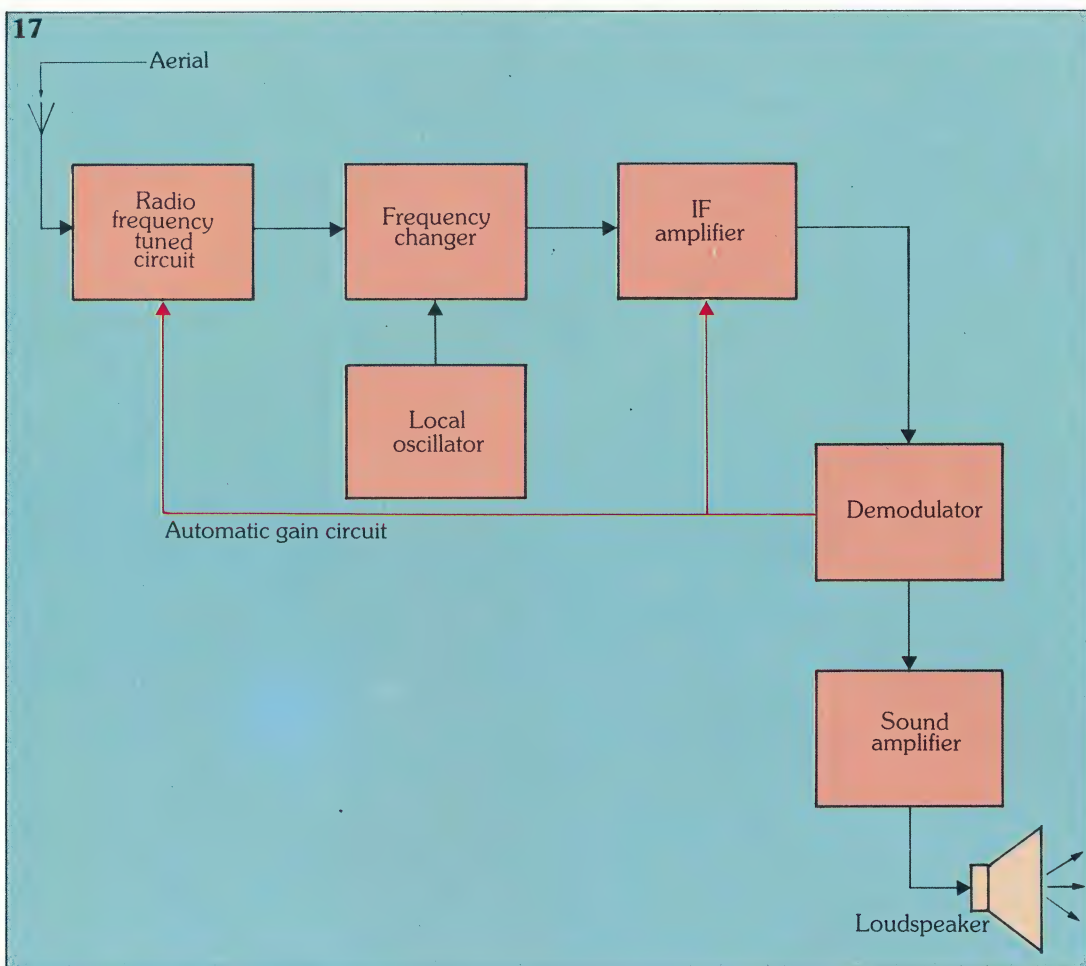 17
Aerial
Radio
frequency
tuned
circuit
Frequency
changer
IF
amplifier
Local
oscillator
Demodulator
Automatic gain circuit
Sound
amplifier
Loudspeaker